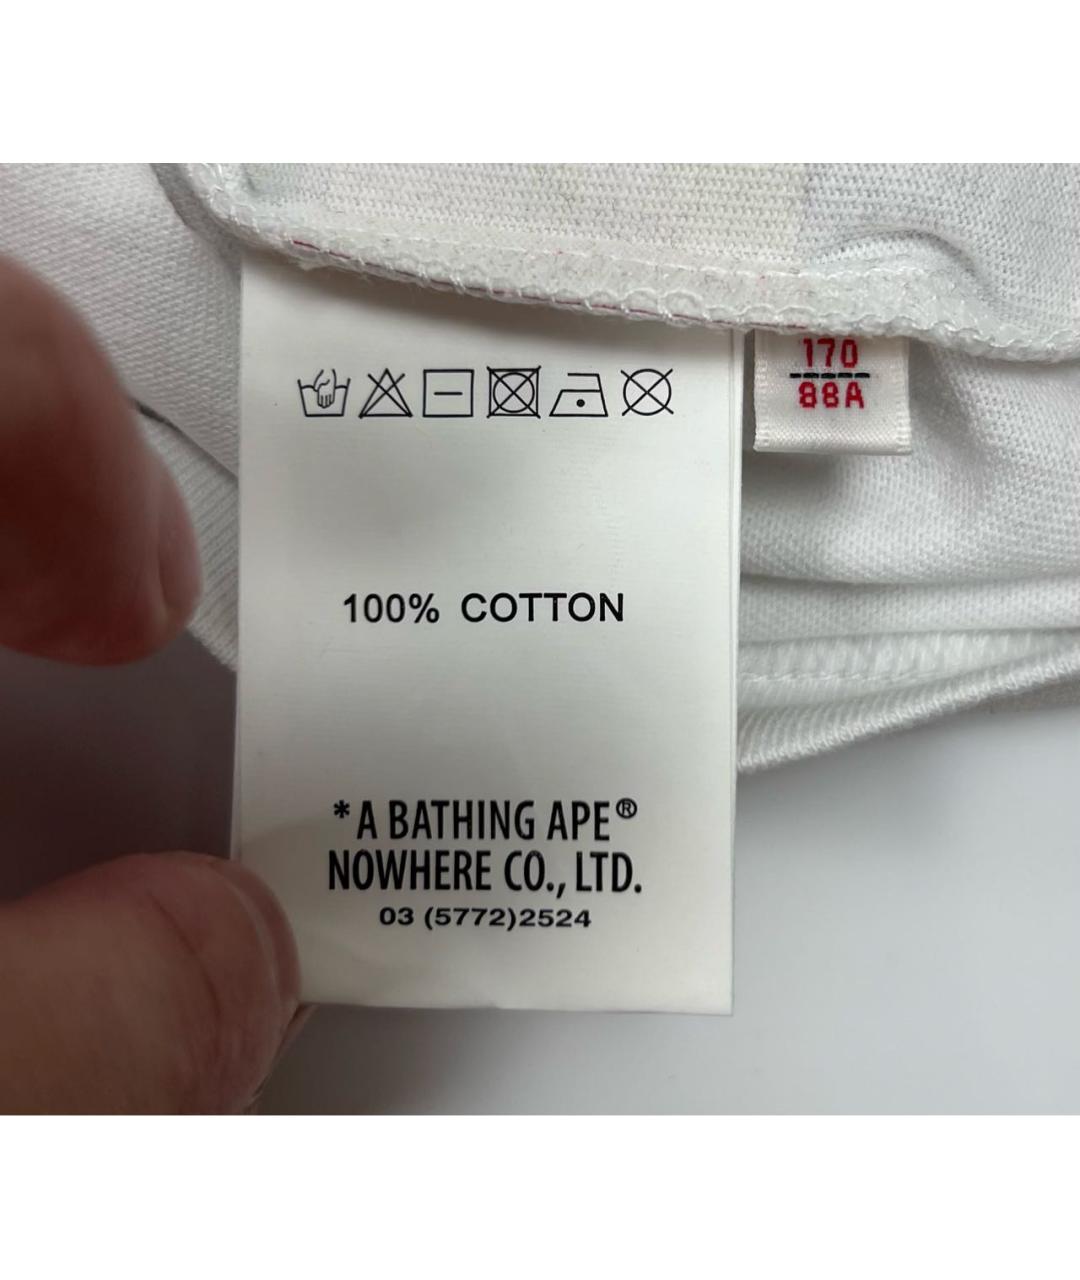 170
88A
100% COTTON
*A BATHING APE®
NOWHERE CO., LTD.
03 (5772)2524